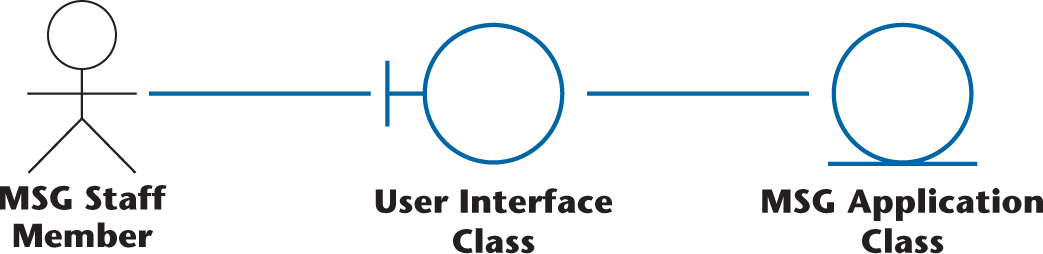 MSG Staff
Member
User Interface
Class
MSG Application
Class